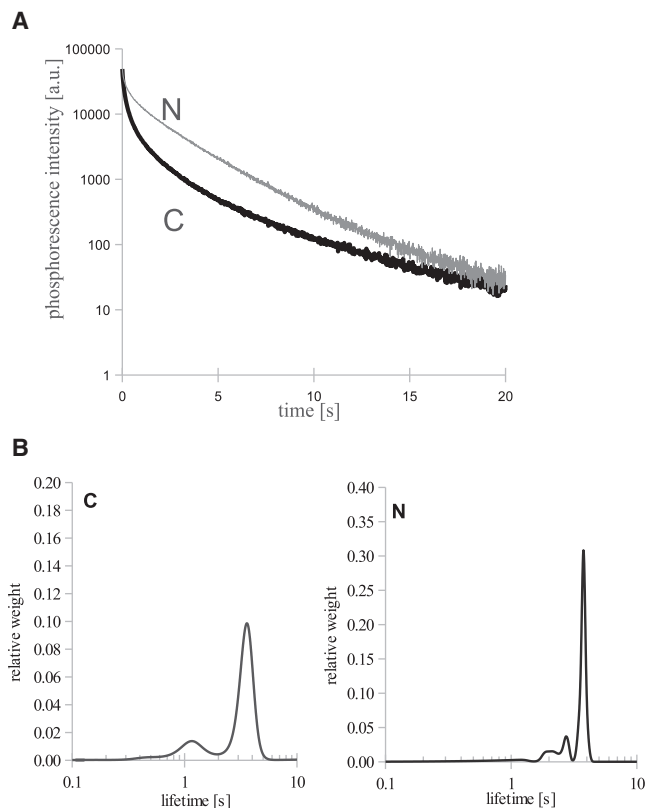 A
100000
10000
1000
100
10
1
phosphorescence intensity [a.u.]
N
C
0 5 10 15 20
time [s]
B
C
0.20
0.18
0.16
0.14
0.12
0.10
0.08
0.06
0.04
0.02
0.00
relative weight
0.1 1 10
lifetime [s]
N
0.40
0.35
0.30
0.25
0.20
0.15
0.10
0.05
0.00
relative weight
0.1 1 10
lifetime [s]